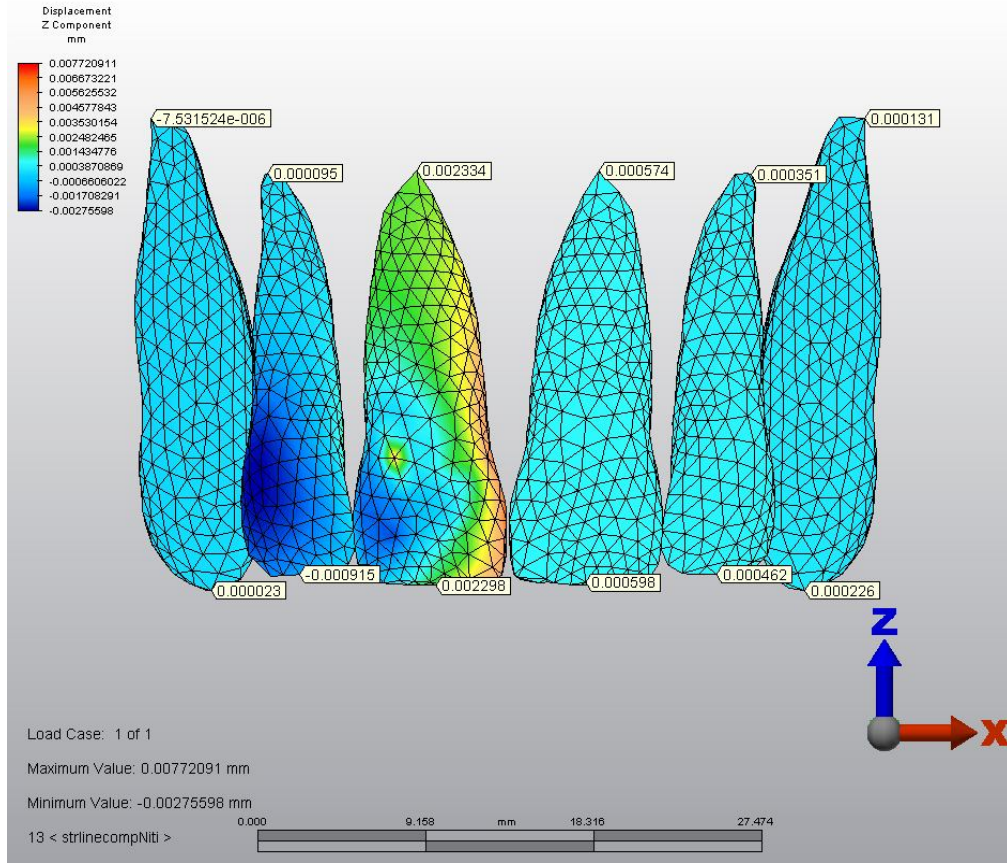 Displacement
Z Component
mm
0.007720911
0.006673221
0.005625532
0.004577843
0.003530154
0.002482465
0.001434776
0.0003870869
-0.0006606022
-0.001708291
-0.00275598
-7.531524e-006
0.000131
0.000095
0.002334
0.000574
0.000351
0.000023
-0.000915
0.002298
0.000598
0.000462
0.000226
Z
X
Load Case: 1 of 1
Maximum Value: 0.00772091 mm
Minimum Value: -0.00275598 mm
0.000 9.158 mm 18.316 27.474
13 < strlinecompNiti >